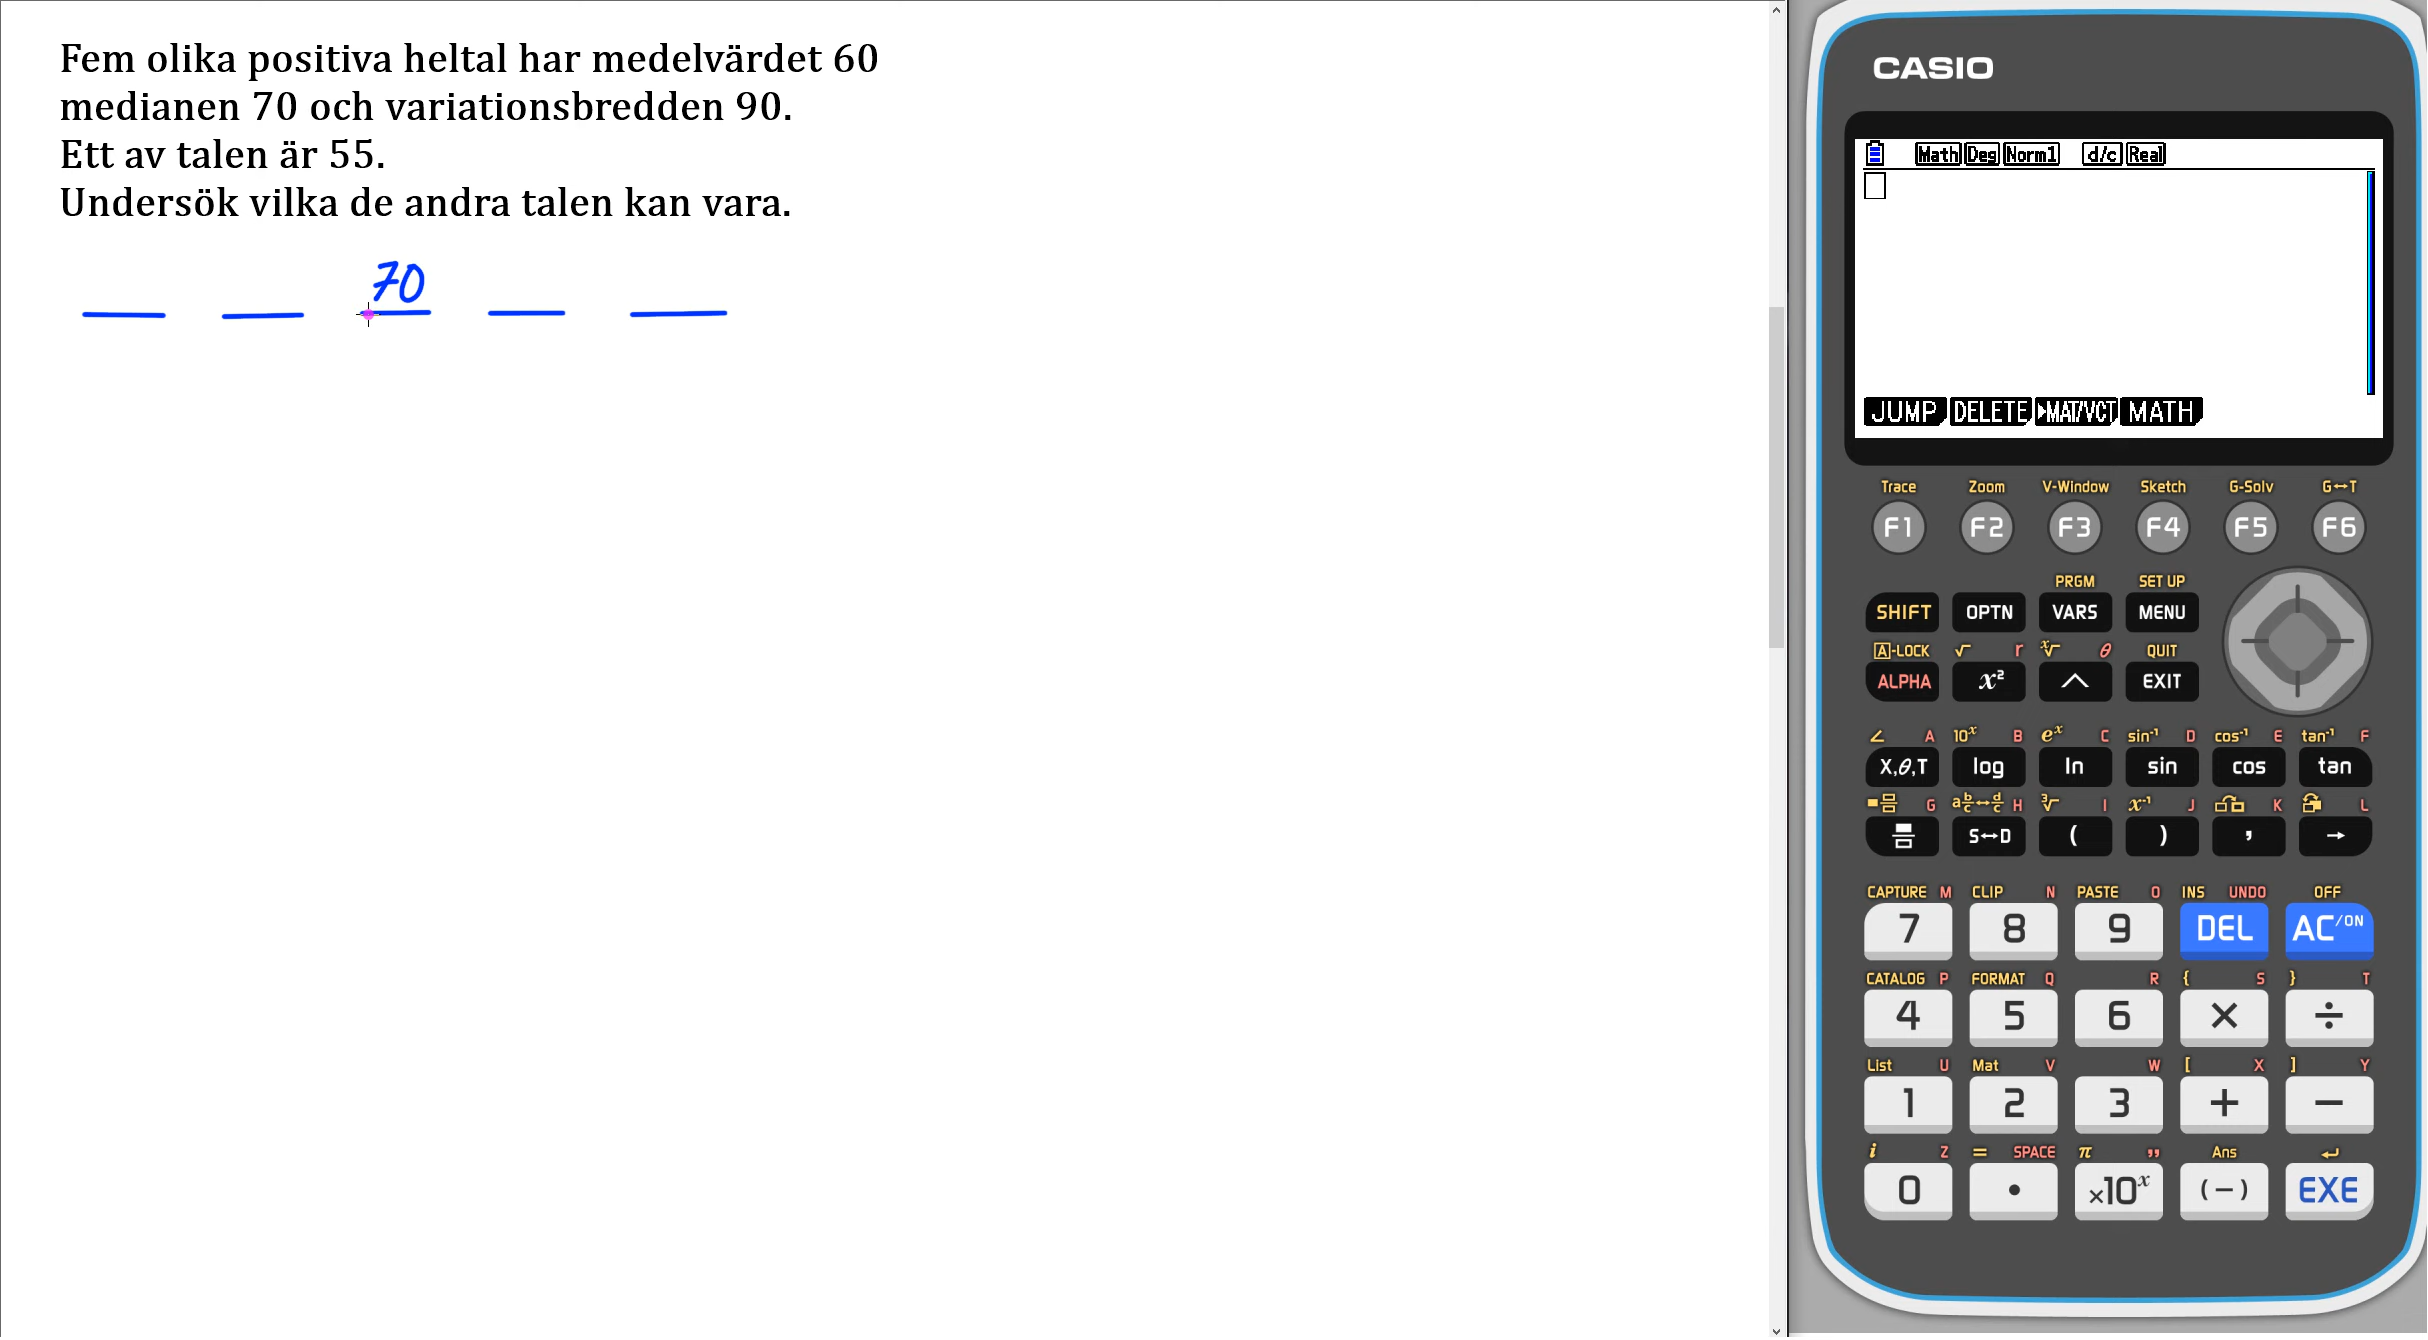 Fem olika positiva heltal har medelvärdet 60
medianen 70 och variationsbredden 90.
Ett av talen är 55.
Undersök vilka de andra talen kan vara.
70
CASIO
Math Deg Norm1 d/c Real
JUMP DELETE ▶MAT/VCT MATH
Trace Zoom V-Window Sketch G-Solv G↔T
F1 F2 F3 F4 F5 F6
PRGM SET UP
SHIFT OPTN VARS MENU
A-LOCK √ r ˣ√ θ QUIT
ALPHA x² ^ EXIT
∠ A 10ˣ B eˣ C sin⁻¹ D cos⁻¹ E tan⁻¹ F
X,θ,T log ln sin cos tan
G a b/c↔d/c H ³√ I x⁻¹ J K L
S↔D ( ) , →
CAPTURE M CLIP N PASTE O INS UNDO OFF
7 8 9 DEL AC/ON
CATALOG P FORMAT Q R { S } T
4 5 6 × ÷
List U Mat V W [ X ] Y
1 2 3 + −
i Z = SPACE π " Ans ↵
0 • ×10ˣ (−) EXE